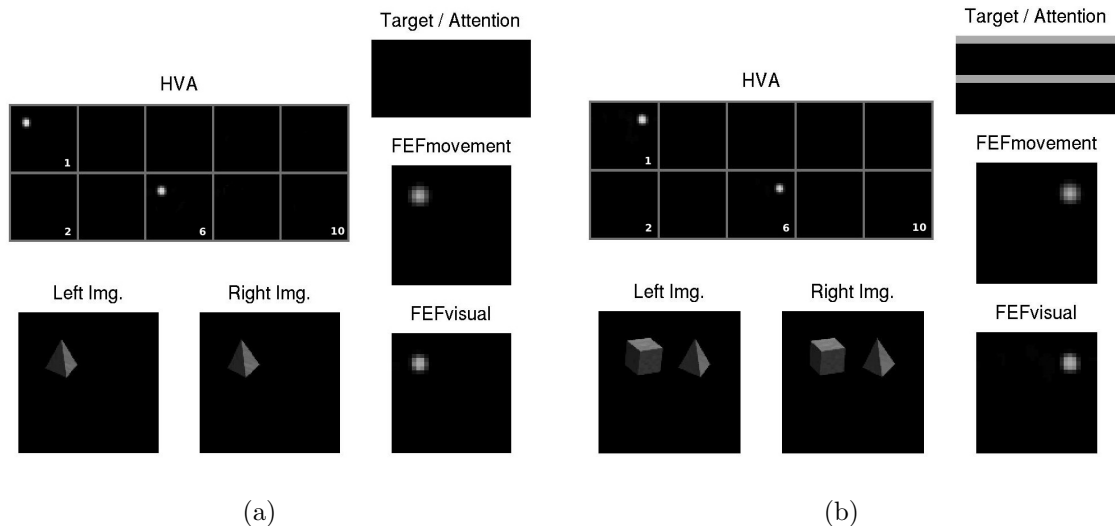 Target / Attention
HVA
1
2
6
10
FEFmovement
Left Img.
Right Img.
FEFvisual
(a)
Target / Attention
HVA
1
2
6
10
FEFmovement
Left Img.
Right Img.
FEFvisual
(b)